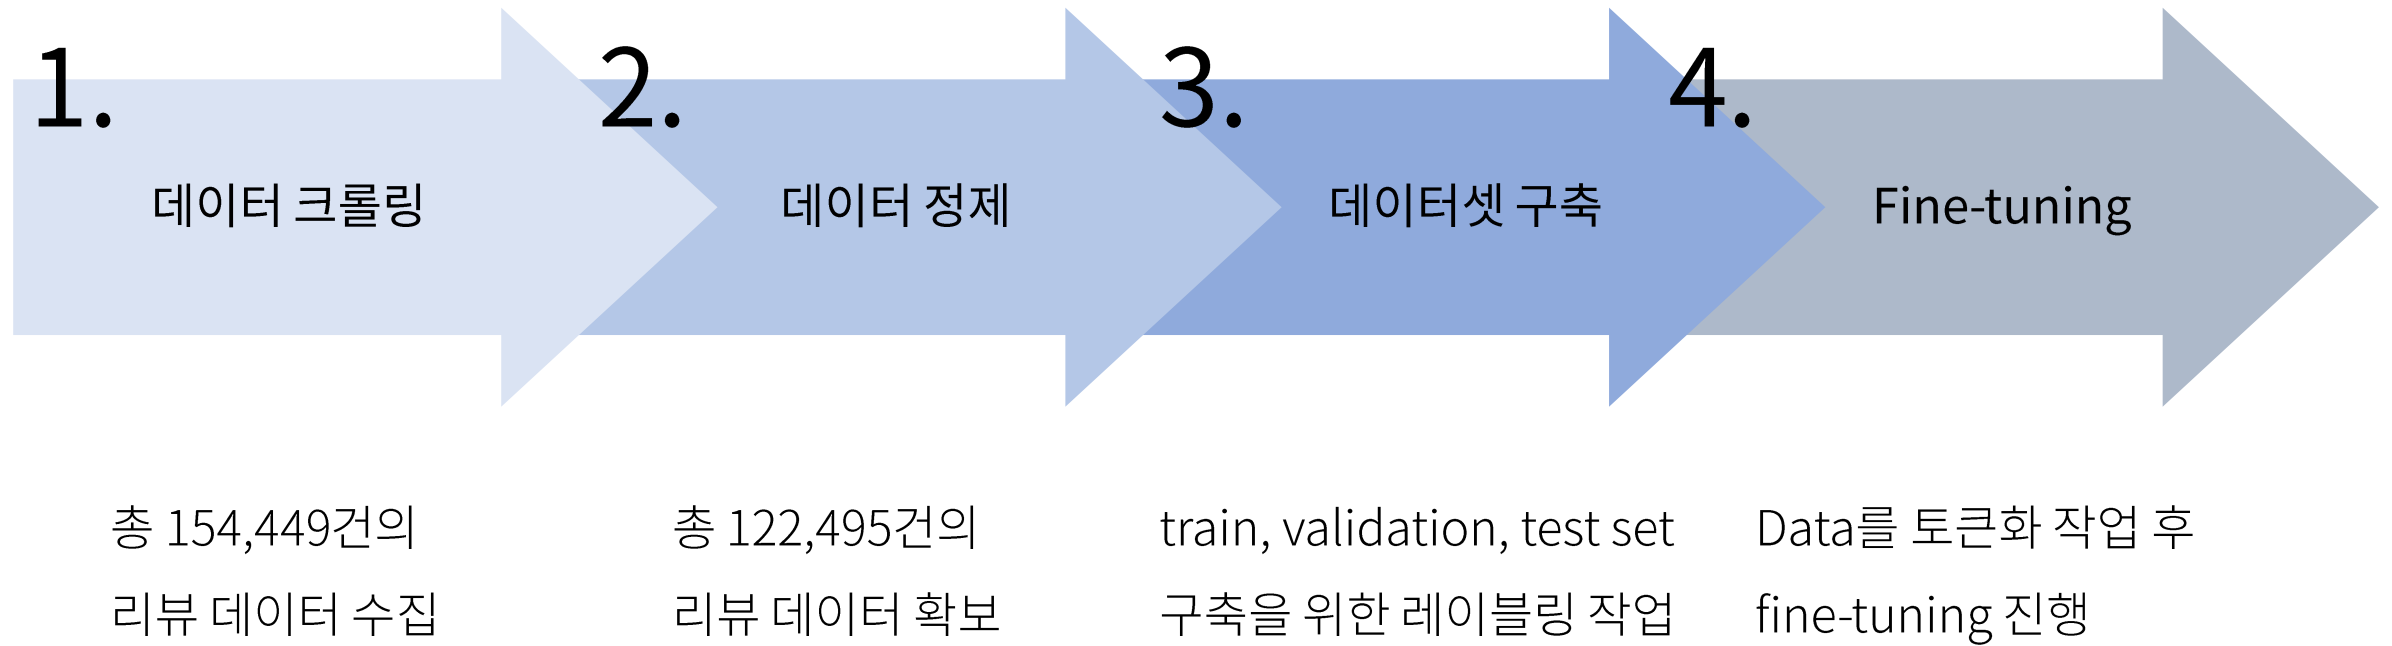 1.
데이터 크롤링
총 154,449건의
리뷰 데이터 수집
2.
데이터 정제
총 122,495건의
리뷰 데이터 확보
3.
데이터셋 구축
train, validation, test set
구축을 위한 레이블링 작업
4.
Fine-tuning
Data를 토큰화 작업 후
fine-tuning 진행